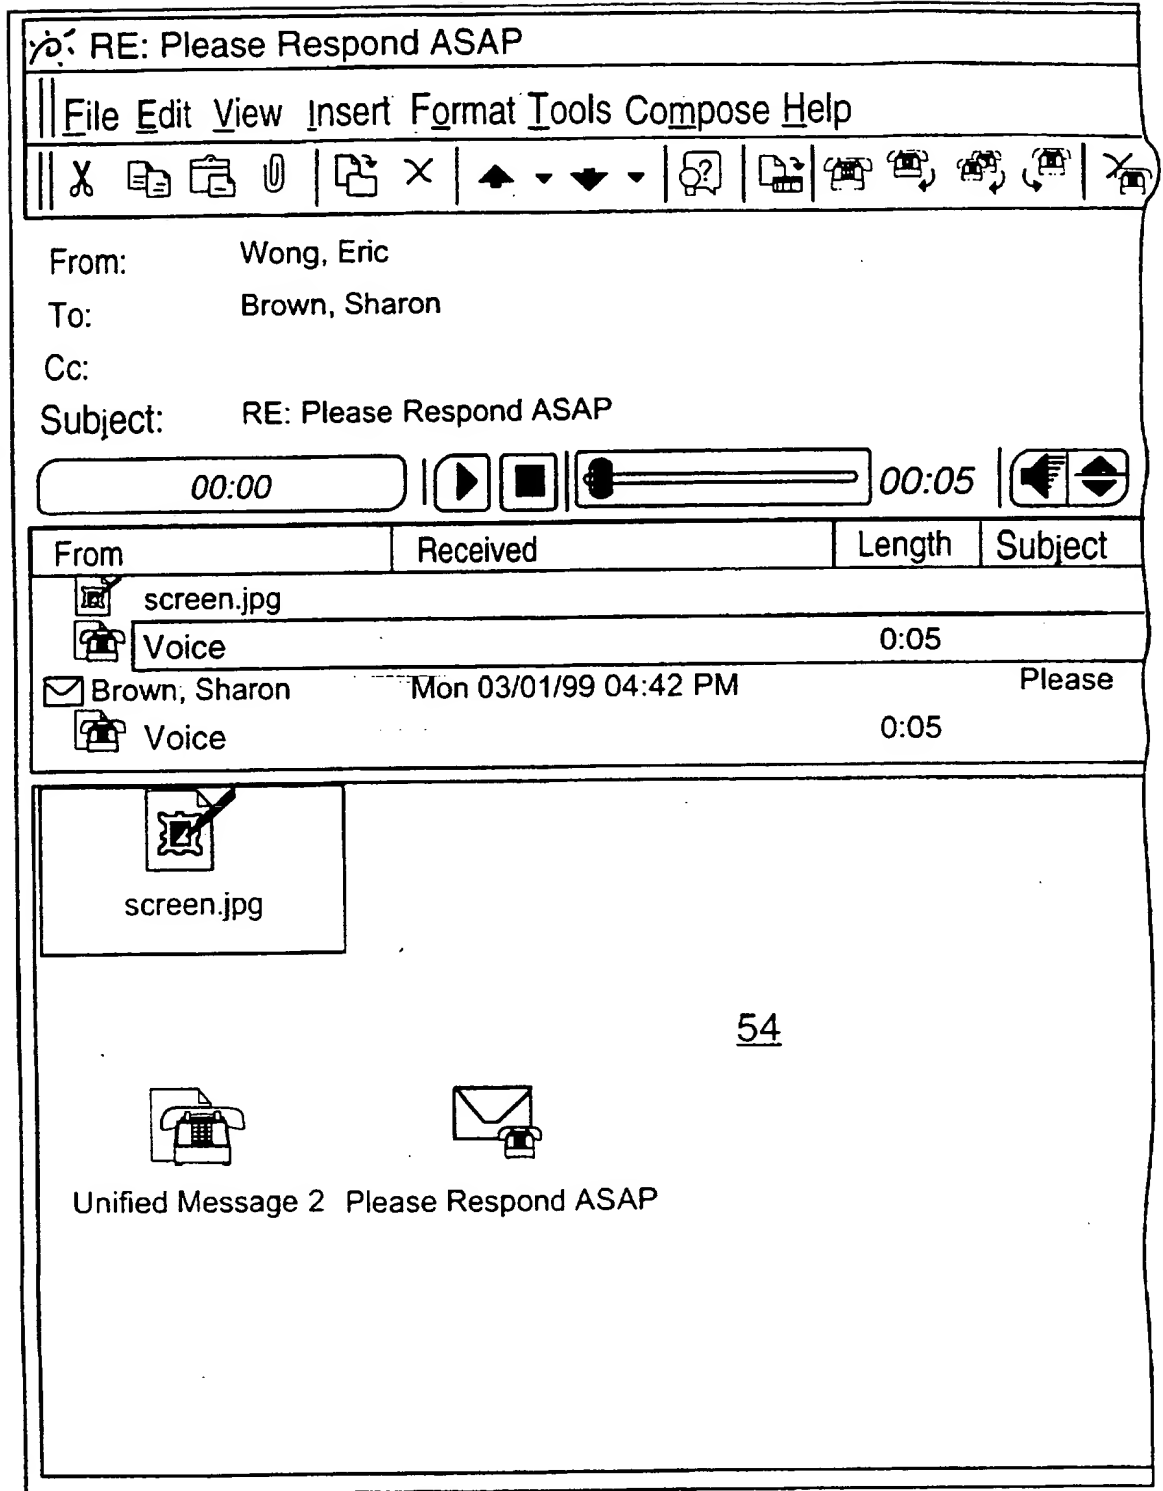 RE: Please Respond ASAP
File Edit View Insert Format Tools Compose Help
From: Wong, Eric
To: Brown, Sharon
Cc:
Subject: RE: Please Respond ASAP
00:00 00:05
From Received Length Subject
screen.jpg
Voice 0:05
Brown, Sharon Mon 03/01/99 04:42 PM Please
Voice 0:05
screen.jpg
54
Unified Message 2 Please Respond ASAP